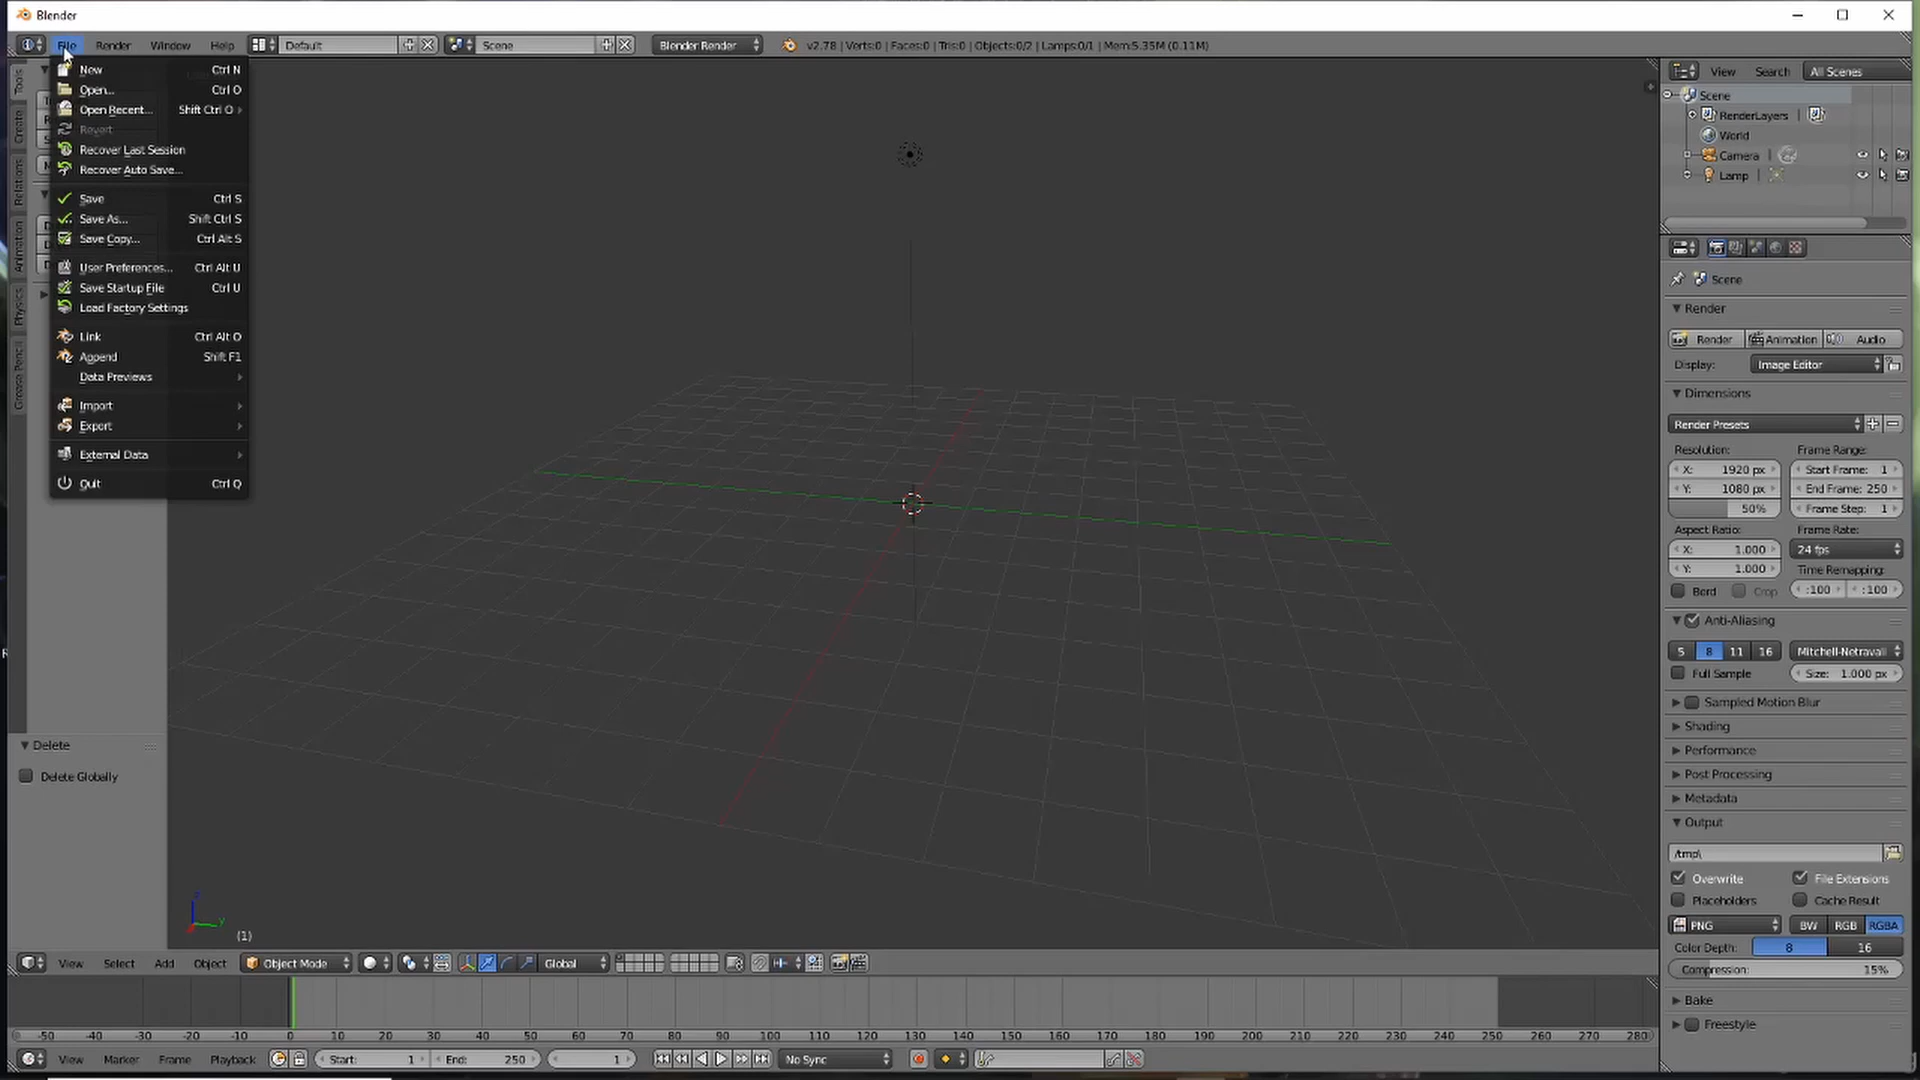 Blender
File Render Window Help Default Scene Blender Render v2.78 | Verts:0 | Faces:0 | Tris:0 | Objects:0/2 | Lamps:0/1 | Mem:5.35M (0.11M)
New Ctrl N
Open... Ctrl O
Open Recent... Shift Ctrl O
Revert
Recover Last Session
Recover Auto Save...
Save Ctrl S
Save As... Shift Ctrl S
Save Copy... Ctrl Alt S
User Preferences... Ctrl Alt U
Save Startup File Ctrl U
Load Factory Settings
Link Ctrl Alt O
Append Shift F1
Data Previews
Import
Export
External Data
Quit Ctrl Q
Tools
Create
Relations
Animation
Physics
Grease Pencil
Delete
Delete Globally
z
y
(1)
View Select Add Object Object Mode Global
-50 -40 -30 -20 -10 0 10 20 30 40 50 60 70 80 90 100 110 120 130 140 150 160 170 180 190 200 210 220 230 240 250 260 270 280
View Marker Frame Playback Start: 1 End: 250 1 No Sync
View Search All Scenes
Scene
RenderLayers
World
Camera
Lamp
Scene
Render
Render Animation Audio
Display: Image Editor
Dimensions
Render Presets
Resolution: Frame Range:
X: 1920 px Start Frame: 1
Y: 1080 px End Frame: 250
50% Frame Step: 1
Aspect Ratio: Frame Rate:
X: 1.000 24 fps
Y: 1.000 Time Remapping:
Bord Crop :100 :100
Anti-Aliasing
5 8 11 16 Mitchell-Netravali
Full Sample Size: 1.000 px
Sampled Motion Blur
Shading
Performance
Post Processing
Metadata
Output
/tmp\
Overwrite File Extensions
Placeholders Cache Result
PNG BW RGB RGBA
Color Depth: 8 16
Compression: 15%
Bake
Freestyle